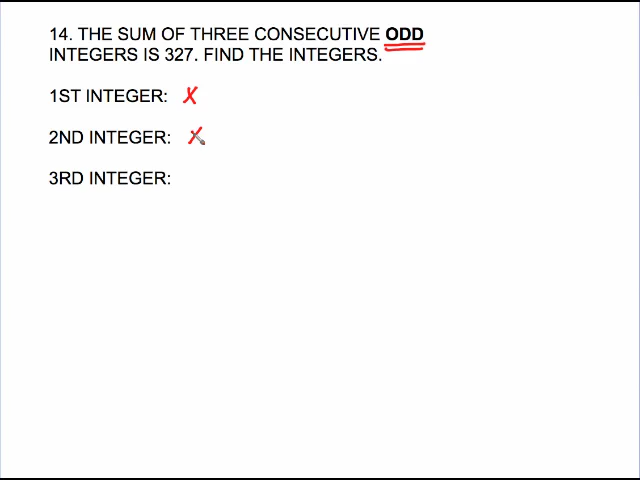 14. THE SUM OF THREE CONSECUTIVE ODD
INTEGERS IS 327. FIND THE INTEGERS.
1ST INTEGER: X
2ND INTEGER: X
3RD INTEGER: